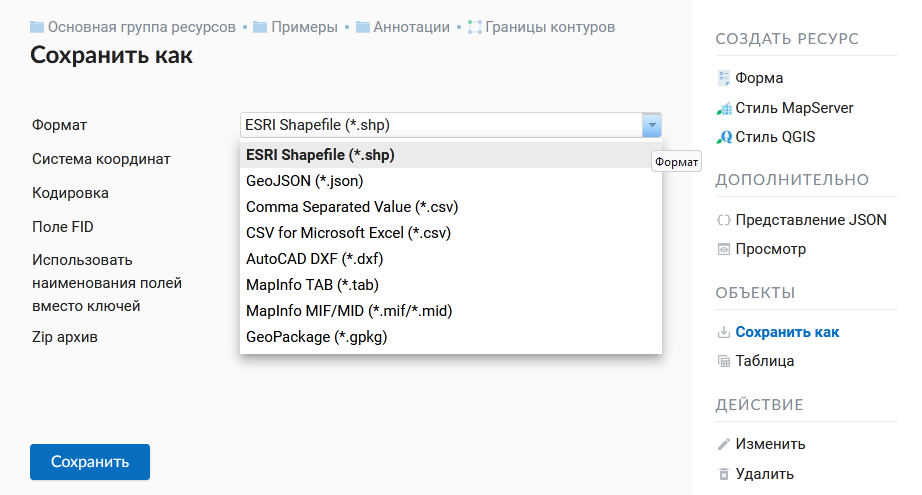 Основная группа ресурсов • Примеры • Аннотации • Границы контуров
Сохранить как
Формат
ESRI Shapefile (*.shp)
Система координат
Кодировка
Поле FID
Использовать
наименования полей
вместо ключей
Zip архив
ESRI Shapefile (*.shp)
GeoJSON (*.json)
Comma Separated Value (*.csv)
CSV for Microsoft Excel (*.csv)
AutoCAD DXF (*.dxf)
MapInfo TAB (*.tab)
MapInfo MIF/MID (*.mif/*.mid)
GeoPackage (*.gpkg)
Формат
Сохранить
СОЗДАТЬ РЕСУРС
Форма
Стиль MapServer
Стиль QGIS
ДОПОЛНИТЕЛЬНО
Представление JSON
Просмотр
ОБЪЕКТЫ
Сохранить как
Таблица
ДЕЙСТВИЕ
Изменить
Удалить